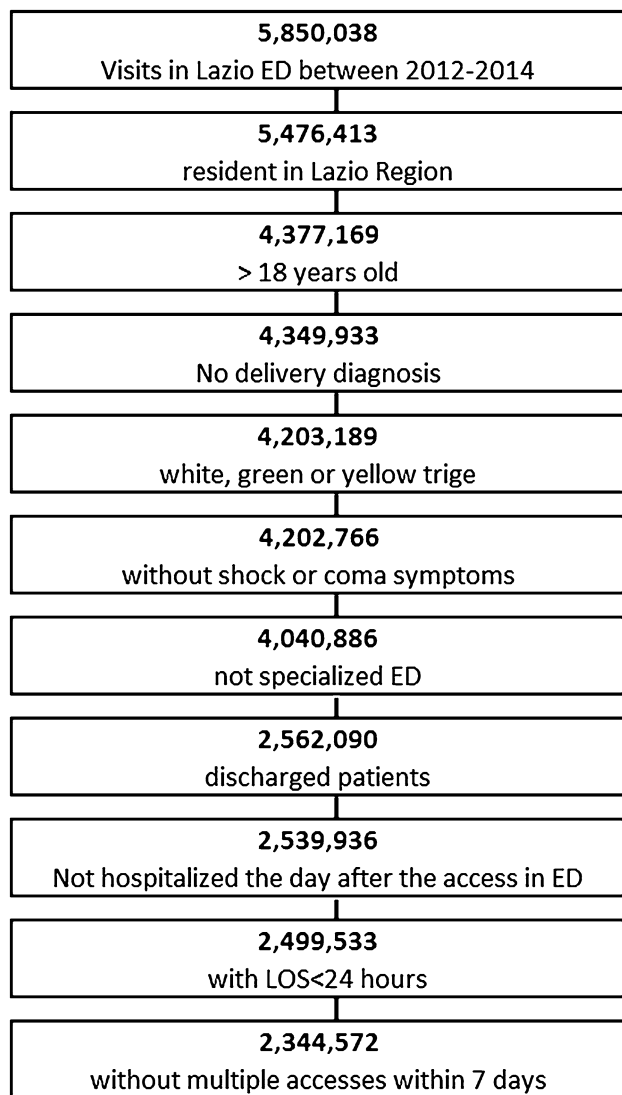 5,850,038
Visits in Lazio ED between 2012-2014
5,476,413
resident in Lazio Region
4,377,169
> 18 years old
4,349,933
No delivery diagnosis
4,203,189
white, green or yellow trige
4,202,766
without shock or coma symptoms
4,040,886
not specialized ED
2,562,090
discharged patients
2,539,936
Not hospitalized the day after the access in ED
2,499,533
with LOS<24 hours
2,344,572
without multiple accesses within 7 days